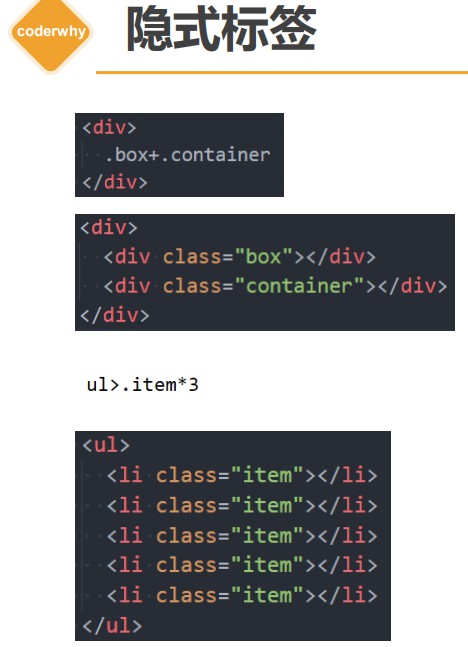 coderwhy
隐式标签
<div>
.box+.container
</div>
<div>
<div class="box"></div>
<div class="container"></div>
</div>
ul>.item*3
<ul>
<li class="item"></li>
<li class="item"></li>
<li class="item"></li>
<li class="item"></li>
<li class="item"></li>
</ul>